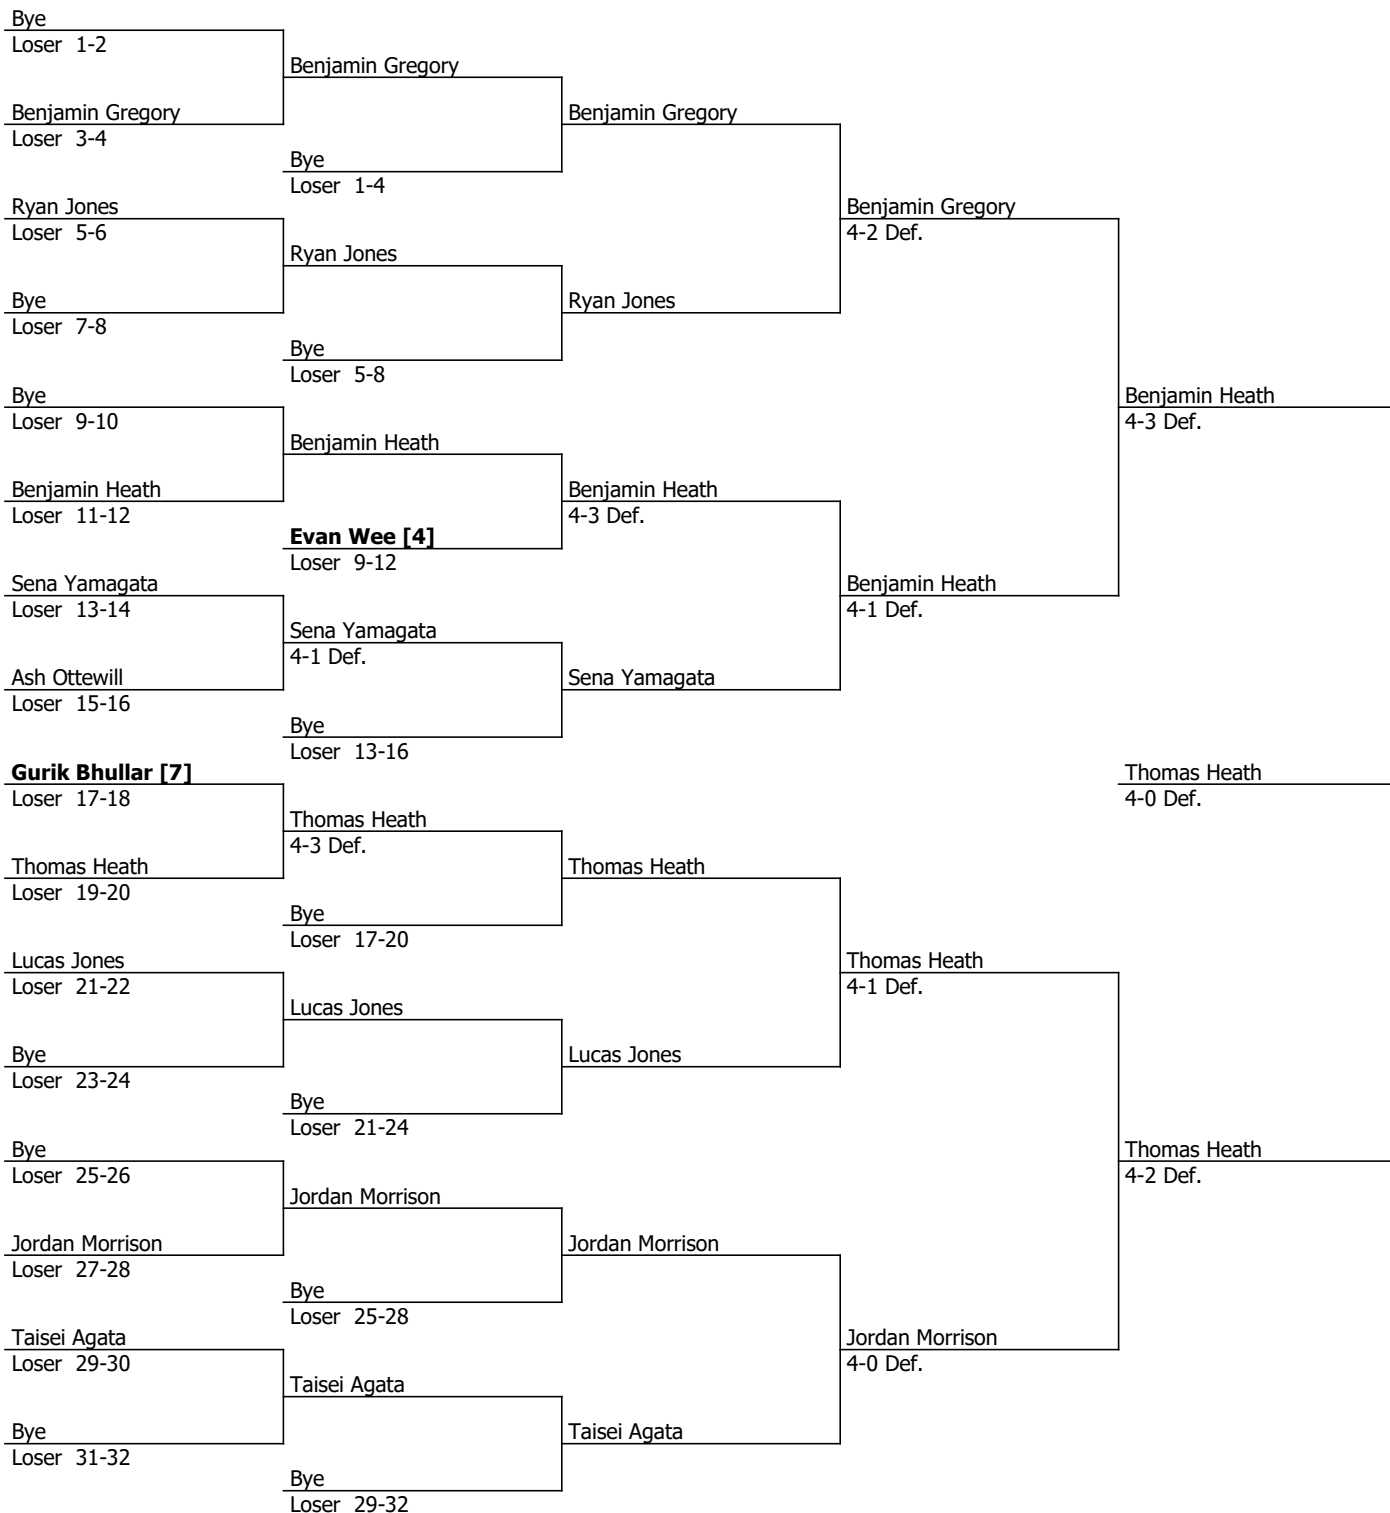 Bye
Loser 1-2
Benjamin Gregory
Benjamin Gregory
Loser 3-4
Benjamin Gregory
Bye
Loser 1-4
Ryan Jones
Loser 5-6
Benjamin Gregory
4-2 Def.
Ryan Jones
Bye
Loser 7-8
Ryan Jones
Bye
Loser 5-8
Bye
Loser 9-10
Benjamin Heath
4-3 Def.
Benjamin Heath
Benjamin Heath
Loser 11-12
Benjamin Heath
4-3 Def.
Evan Wee [4]
Loser 9-12
Sena Yamagata
Loser 13-14
Benjamin Heath
4-1 Def.
Sena Yamagata
4-1 Def.
Ash Ottewill
Loser 15-16
Sena Yamagata
Bye
Loser 13-16
Gurik Bhullar [7]
Loser 17-18
Thomas Heath
4-0 Def.
Thomas Heath
4-3 Def.
Thomas Heath
Loser 19-20
Thomas Heath
Bye
Loser 17-20
Lucas Jones
Loser 21-22
Thomas Heath
4-1 Def.
Lucas Jones
Bye
Loser 23-24
Lucas Jones
Bye
Loser 21-24
Bye
Loser 25-26
Thomas Heath
4-2 Def.
Jordan Morrison
Jordan Morrison
Loser 27-28
Jordan Morrison
Bye
Loser 25-28
Taisei Agata
Loser 29-30
Jordan Morrison
4-0 Def.
Taisei Agata
Bye
Loser 31-32
Taisei Agata
Bye
Loser 29-32